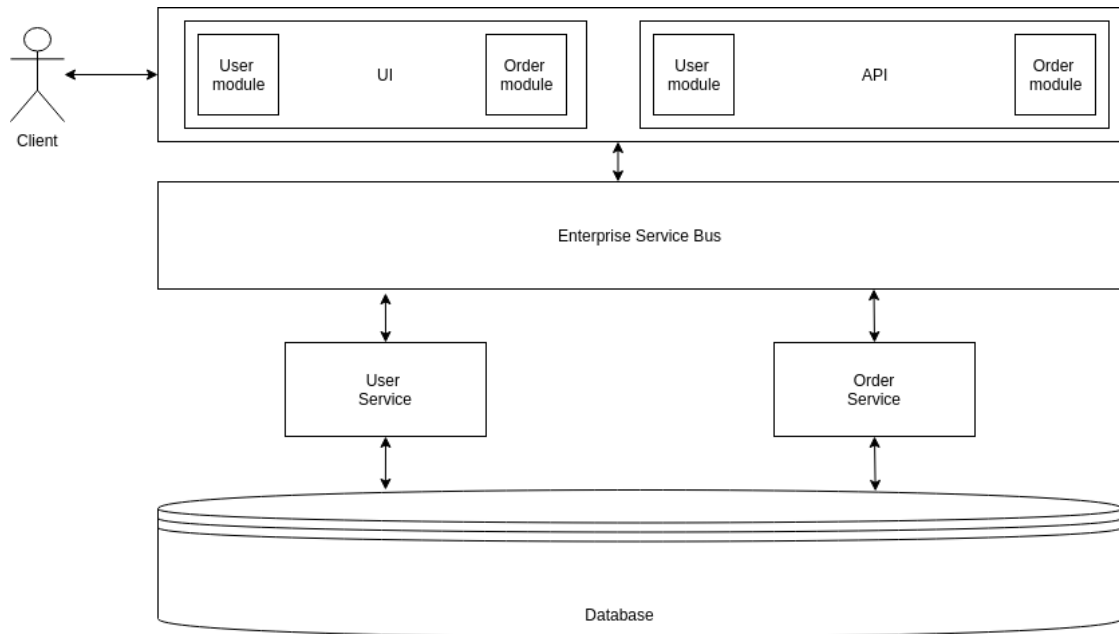 User
module
UI
Order
module
User
module
API
Order
module
Client
Enterprise Service Bus
User
Service
Order
Service
Database